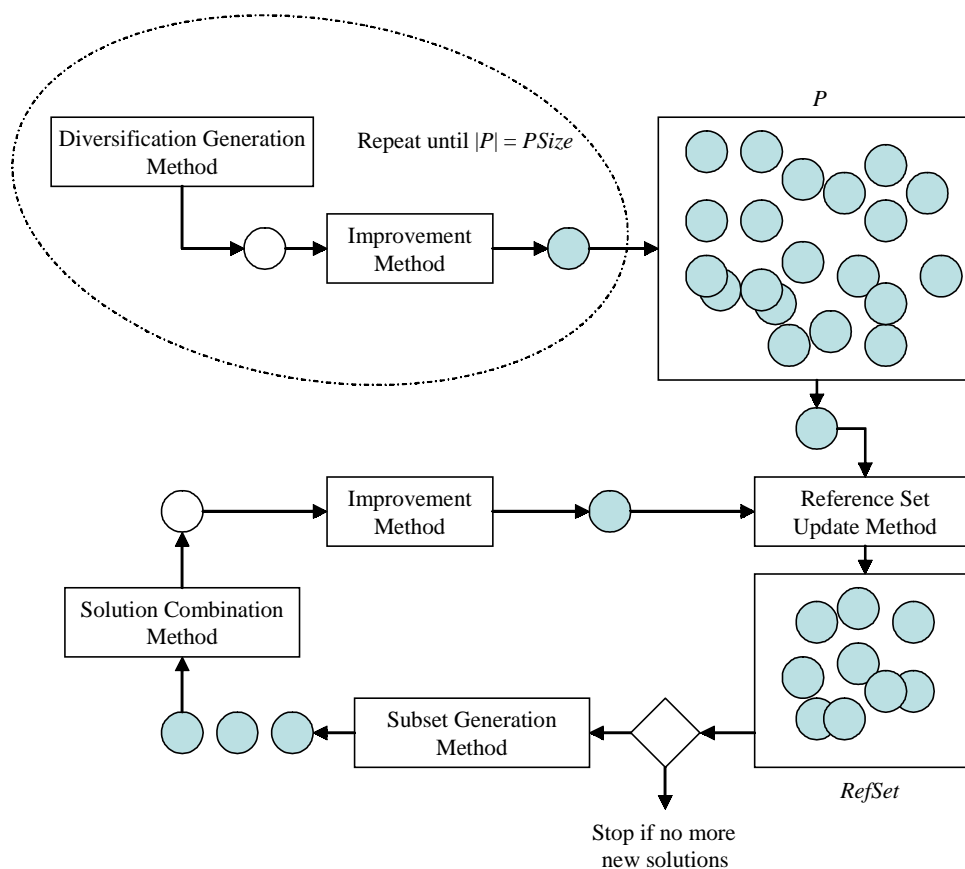 P
Diversification Generation
Method
Repeat until |P| = PSize
Improvement
Method
Improvement
Method
Reference Set
Update Method
Solution Combination
Method
Subset Generation
Method
RefSet
Stop if no more
new solutions